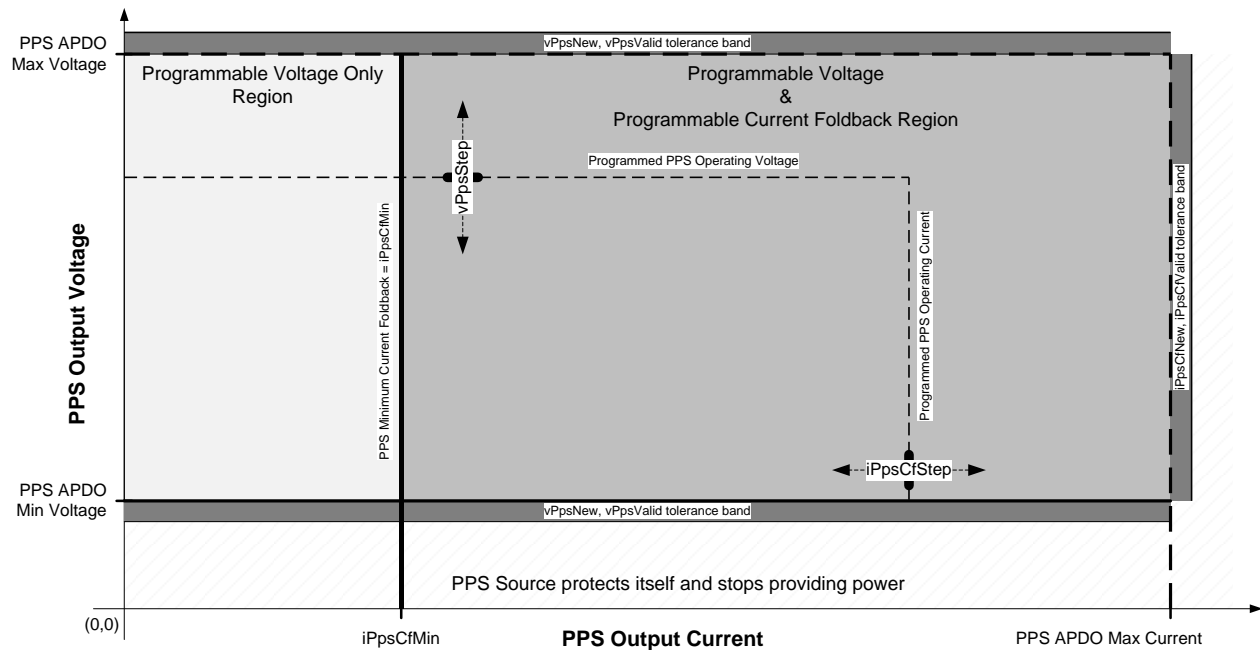 PPS APDO
Max Voltage
vPpsNew, vPpsValid tolerance band
Programmable Voltage Only
Region
Programmable Voltage
&
Programmable Current Foldback Region
vPpsStep
Programmed PPS Operating Voltage
PPS Output Voltage
PPS Minimum Current Foldback = iPpsCfMin
Programmed PPS Operating Current
iPpsCfNew, iPpsCfValid tolerance band
iPpsCfStep
PPS APDO
Min Voltage
vPpsNew, vPpsValid tolerance band
PPS Source protects itself and stops providing power
(0,0)
iPpsCfMin
PPS Output Current
PPS APDO Max Current